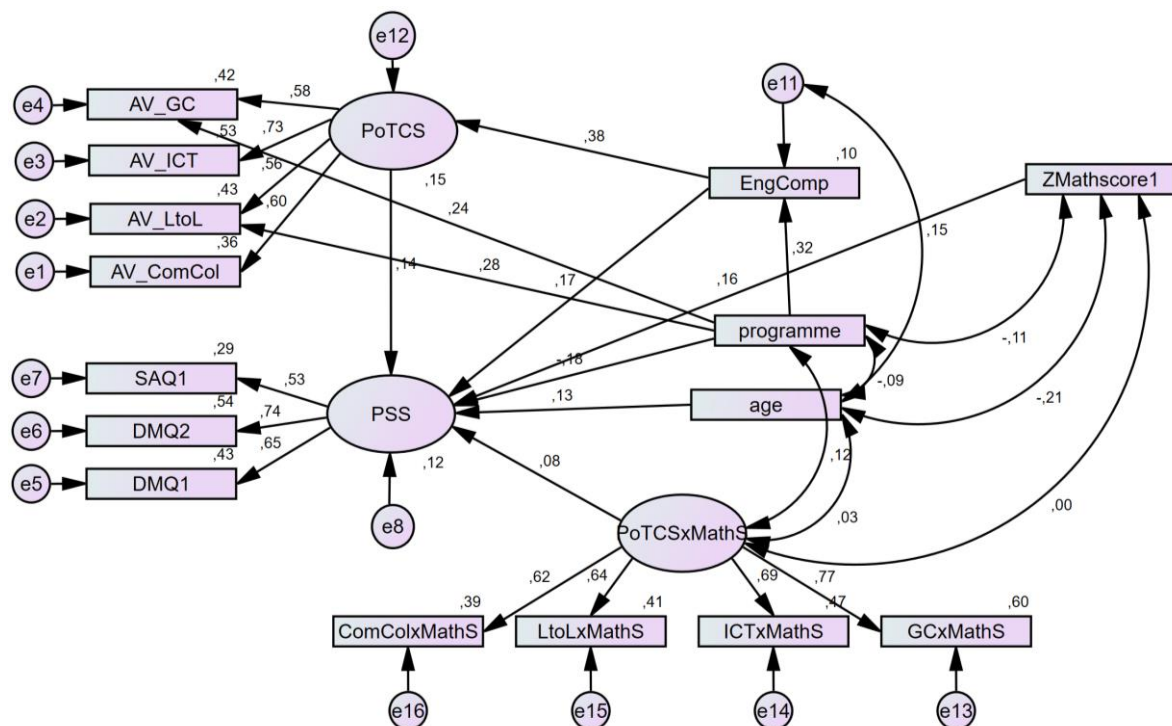 e12
,42
,58
e4
AV_GC
e11
PoTCS
,53
,73
,38
,10
e3
AV_ICT
,56
,15
EngComp
ZMathscore1
,43
,60
,24
e2
AV_LtoL
,15
,36
,32
e1
AV_ComCol
,14
,28
,17
,16
programme
-,11
,29
-,18
e7
SAQ1
,53
-,09
,54
,13
age
-,21
e6
DMQ2
,74
PSS
,65
,43
,12
,08
,12
e5
DMQ1
,03
,00
e8
PoTCSxMathS
,62
,64
,69
,77
,39
,41
,47
,60
ComColxMathS
LtoLxMathS
ICTxMathS
GCxMathS
e16
e15
e14
e13